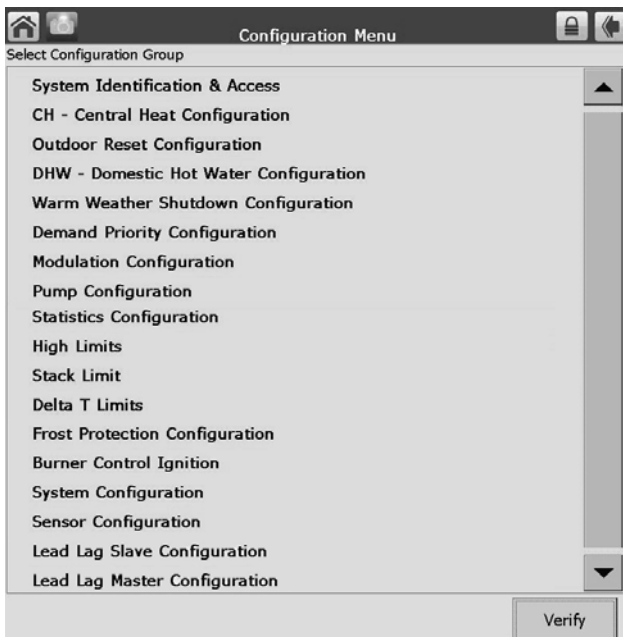 Configuration Menu
Select Configuration Group
System Identification & Access
CH - Central Heat Configuration
Outdoor Reset Configuration
DHW - Domestic Hot Water Configuration
Warm Weather Shutdown Configuration
Demand Priority Configuration
Modulation Configuration
Pump Configuration
Statistics Configuration
High Limits
Stack Limit
Delta T Limits
Frost Protection Configuration
Burner Control Ignition
System Configuration
Sensor Configuration
Lead Lag Slave Configuration
Lead Lag Master Configuration
Verify